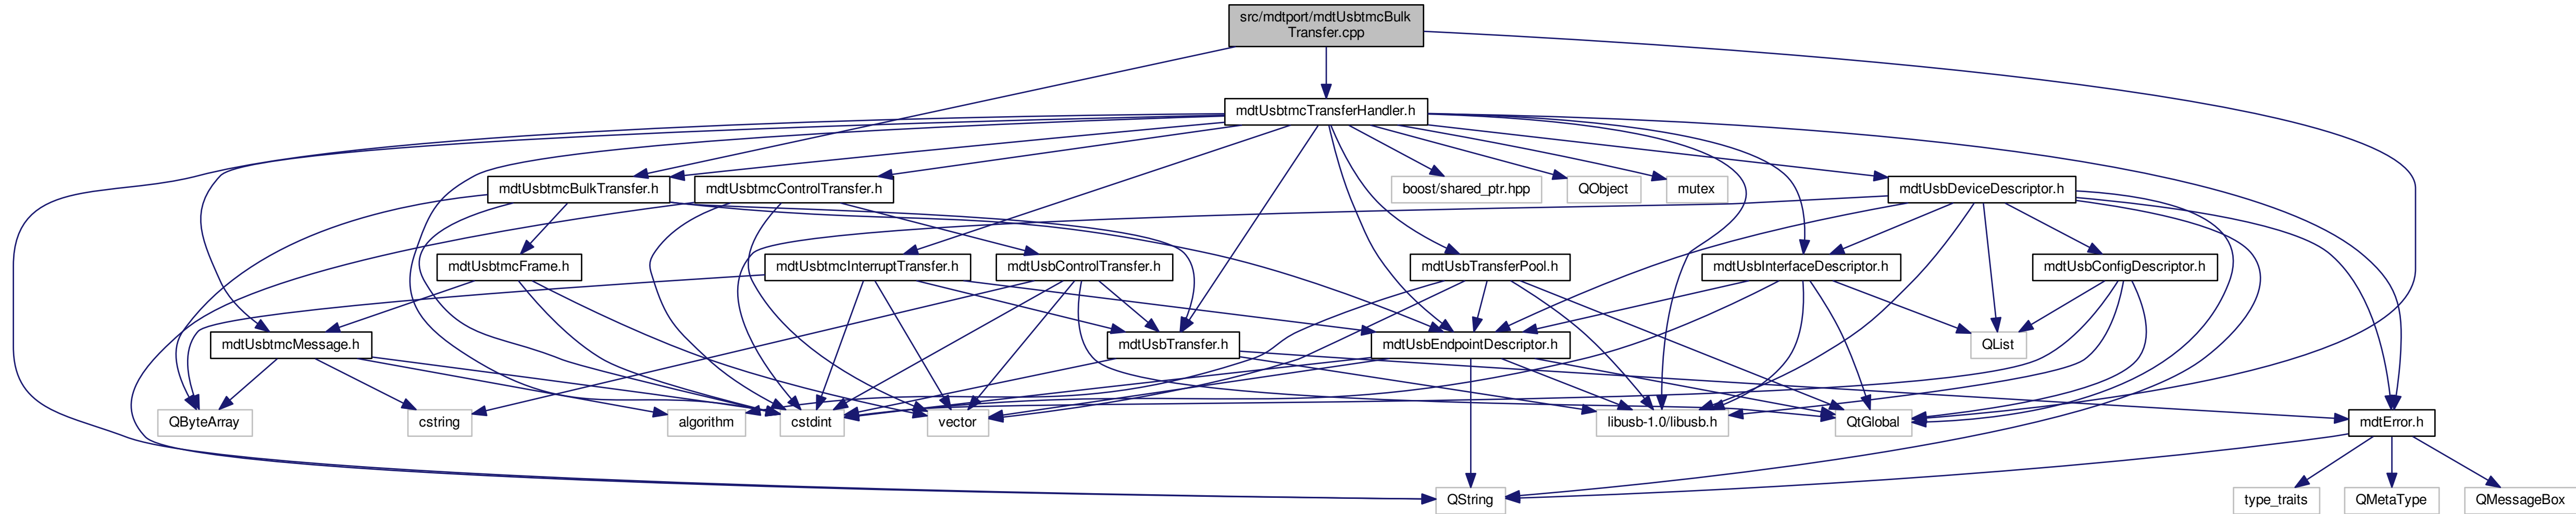 src/mdtport/mdtUsbtmcBulk
Transfer.cpp
mdtUsbtmcTransferHandler.h
mdtUsbtmcBulkTransfer.h
mdtUsbtmcControlTransfer.h
boost/shared_ptr.hpp
QObject
mutex
mdtUsbDeviceDescriptor.h
mdtUsbtmcFrame.h
mdtUsbtmcInterruptTransfer.h
mdtUsbControlTransfer.h
mdtUsbTransferPool.h
mdtUsbInterfaceDescriptor.h
mdtUsbConfigDescriptor.h
mdtUsbtmcMessage.h
mdtUsbTransfer.h
mdtUsbEndpointDescriptor.h
QList
QByteArray
cstring
algorithm
cstdint
vector
libusb-1.0/libusb.h
QtGlobal
mdtError.h
QString
type_traits
QMetaType
QMessageBox